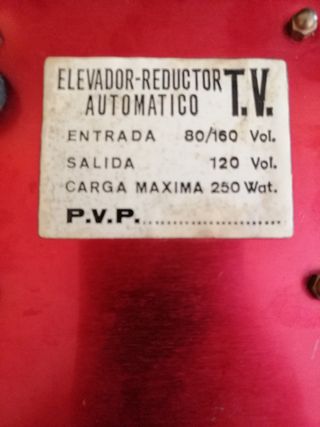 ELEVADOR-REDUCTOR T.V.
AUTOMATICO
ENTRADA 80/160 Vol.
SALIDA 120 Vol.
CARGA MAXIMA 250 Wat.
P.V.P.............................